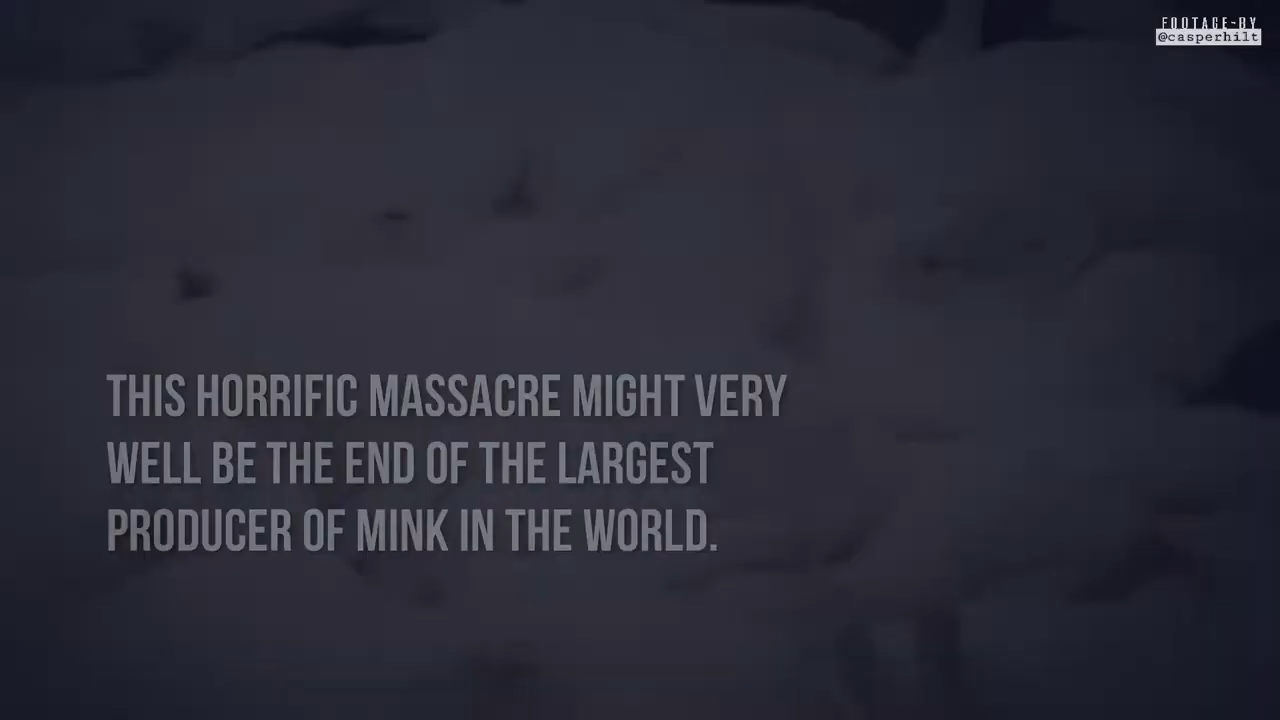 FOOTAGE-BY
@casperhilt
THIS HORRIFIC MASSACRE MIGHT VERY
WELL BE THE END OF THE LARGEST
PRODUCER OF MINK IN THE WORLD.